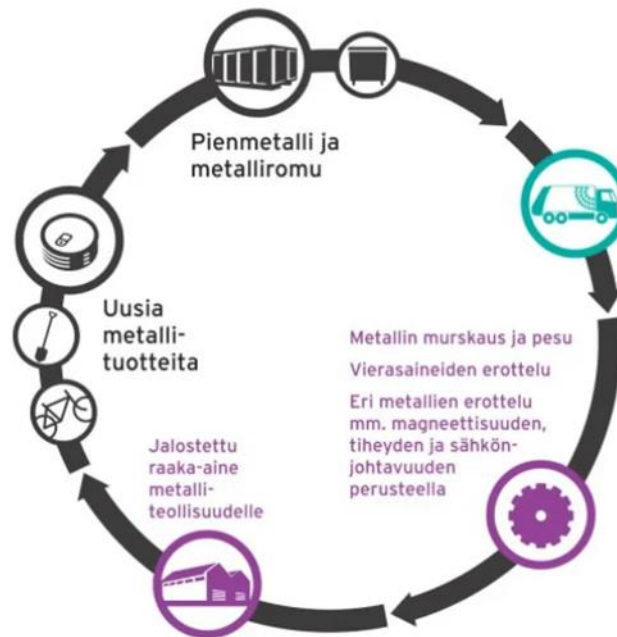 Pienmetalli ja
metalliromu
Uusia
metalli-
tuotteita
Metallin murskaus ja pesu
Vierasaineiden erottelu
Eri metallien erottelu
mm. magneettisuuden,
tiheyden ja sähkön-
johtavuuden
perusteella
Jalostettu
raaka-aine
metalli-
teollisuudelle